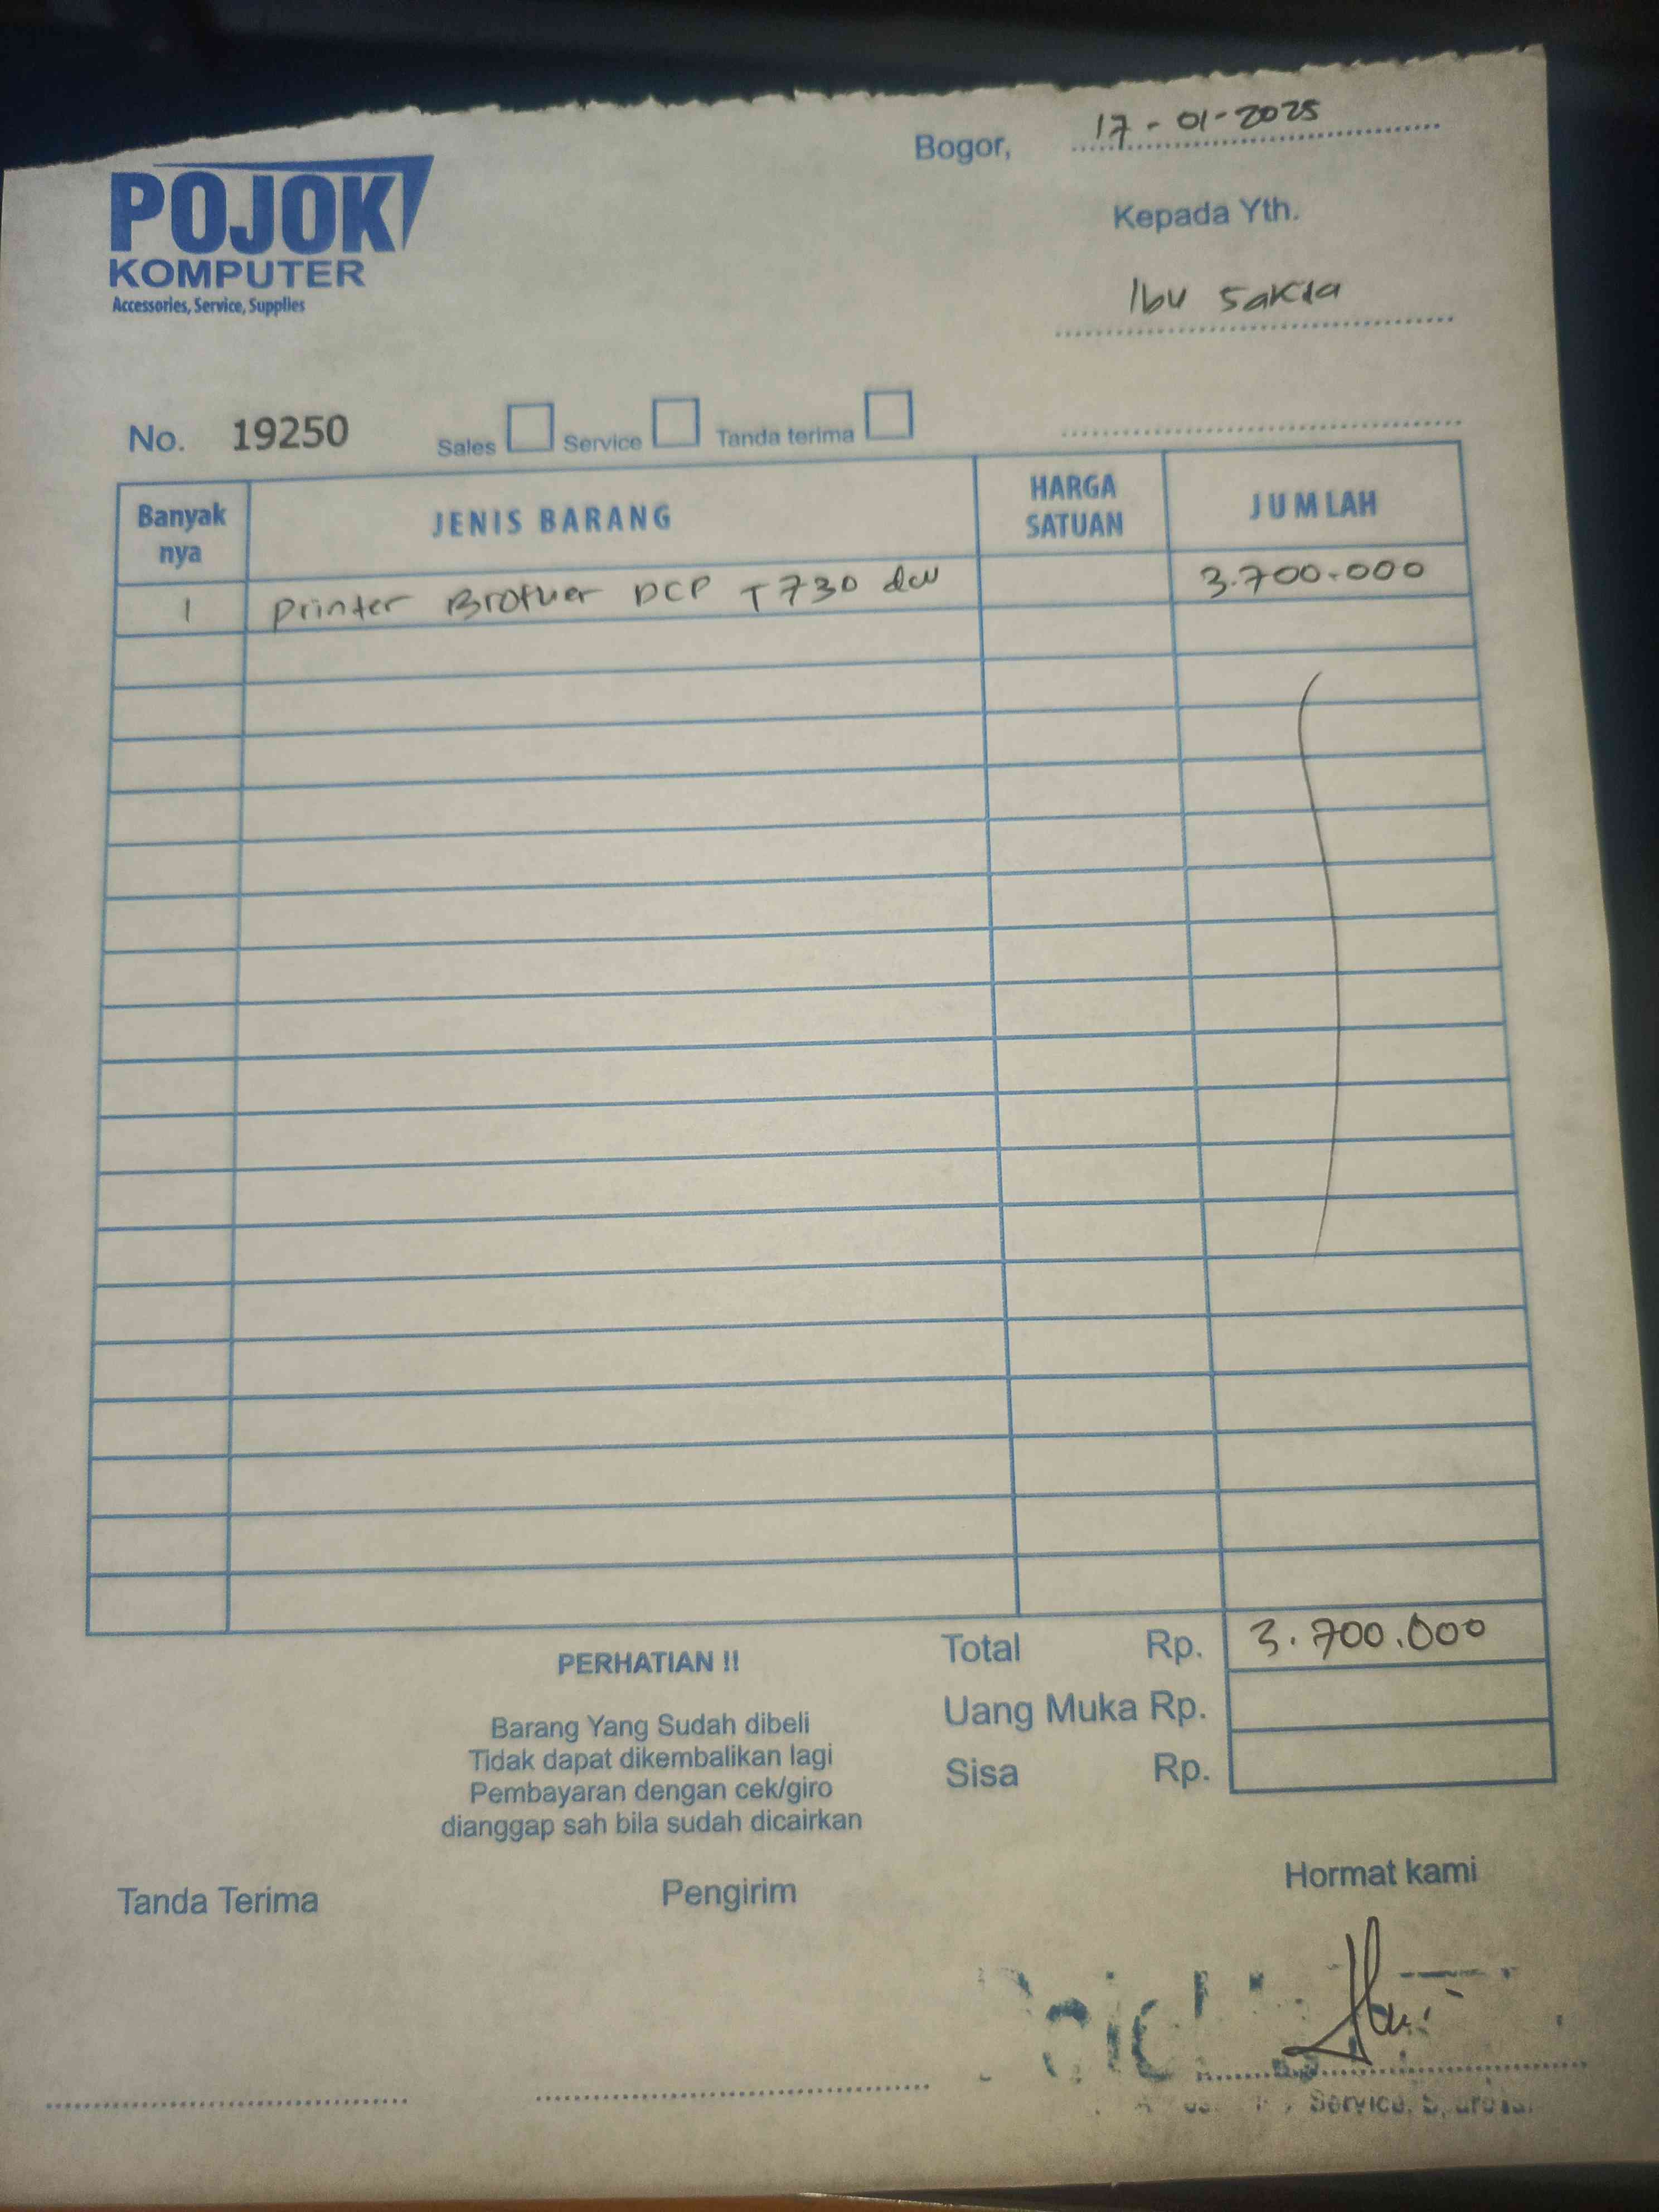 Bogor, 17-01-2025
POJOK
KOMPUTER
Accessories, Service, Supplies
Kepada Yth.
Ibu Sakia
No. 19250 Sales Service Tanda terima
Banyak nya JENIS BARANG HARGA SATUAN JUMLAH
1 Printer Brother DCP T730 dw 3.700.000
Total Rp. 3.700.000
Uang Muka Rp.
Sisa Rp.
PERHATIAN !!
Barang Yang Sudah dibeli
Tidak dapat dikembalikan lagi
Pembayaran dengan cek/giro
dianggap sah bila sudah dicairkan
Tanda Terima Pengirim Hormat kami
Service,